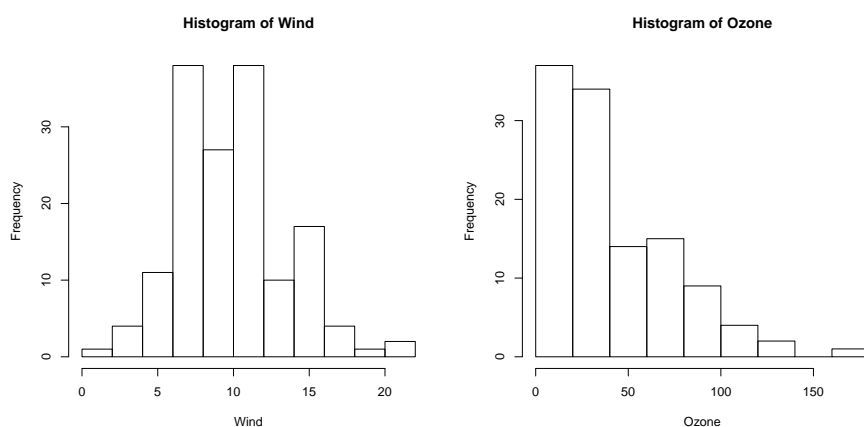 Histogram of Wind
Frequency
0
10
20
30
0 5 10 15 20
Wind
Histogram of Ozone
Frequency
0
10
20
30
0 50 100 150
Ozone